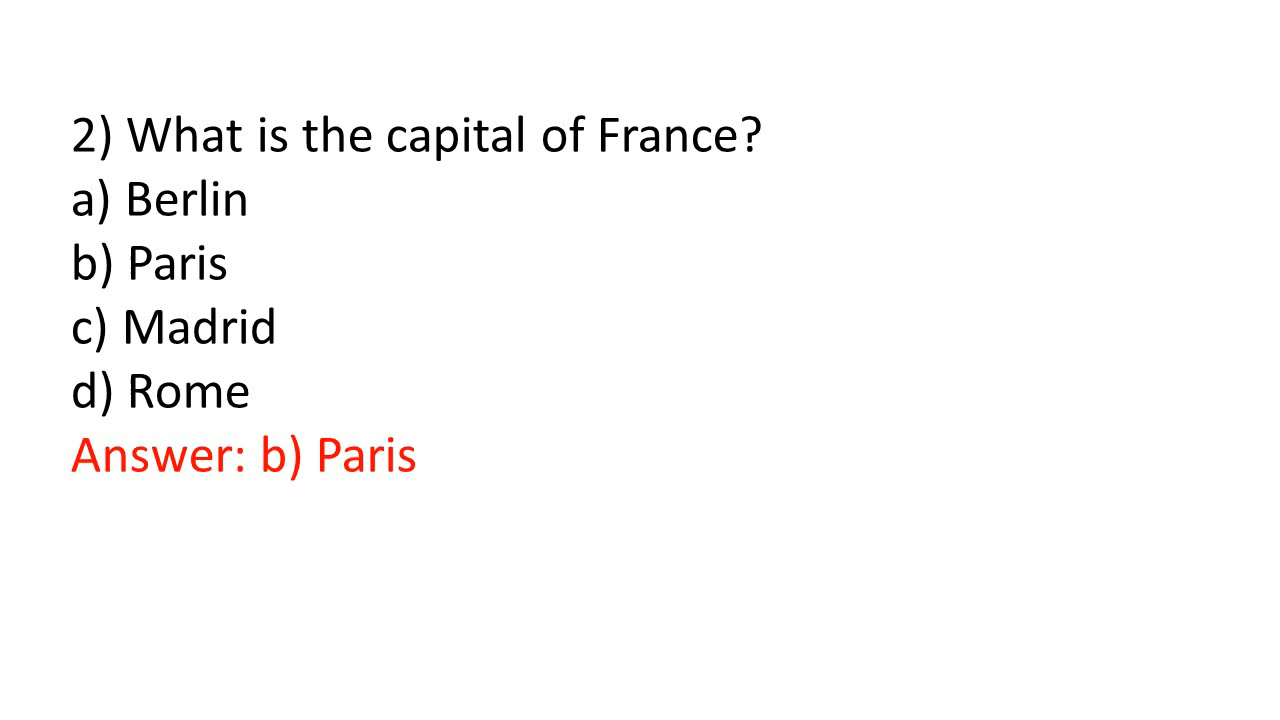 2) What is the capital of France?
a) Berlin
b) Paris
c) Madrid
d) Rome
Answer: b) Paris